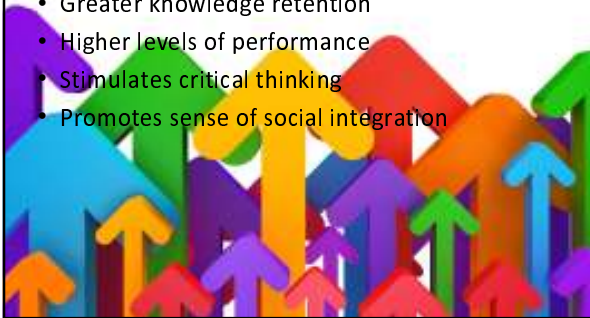 • Greater knowledge retention
• Higher levels of performance
• Stimulates critical thinking
• Promotes sense of social integration